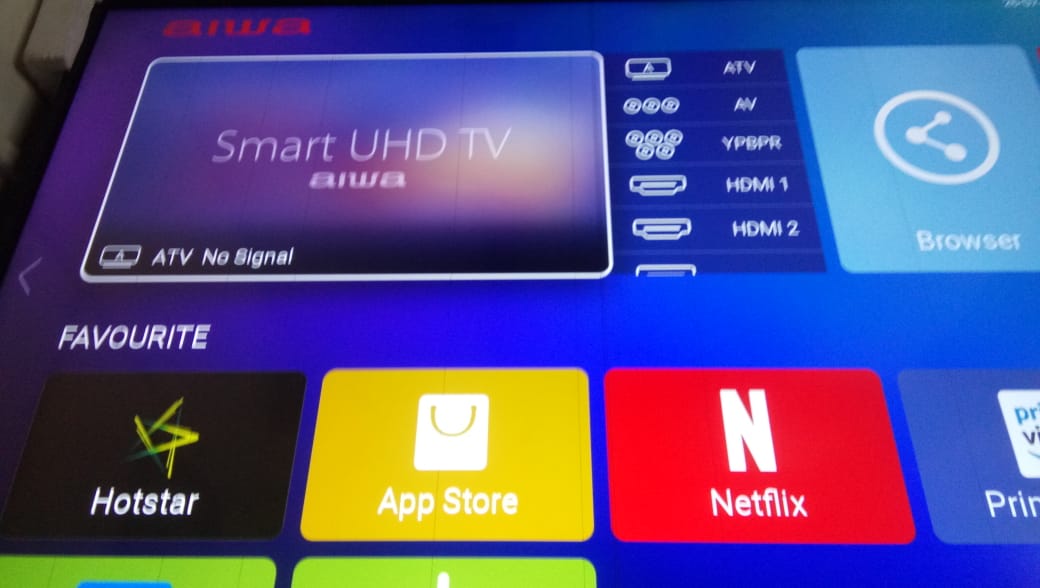 aiwa
Smart UHD TV
aiwa
ATV No Signal
ATV
AV
YPBPR
HDMI 1
HDMI 2
Browser
FAVOURITE
Hotstar
App Store
N
Netflix